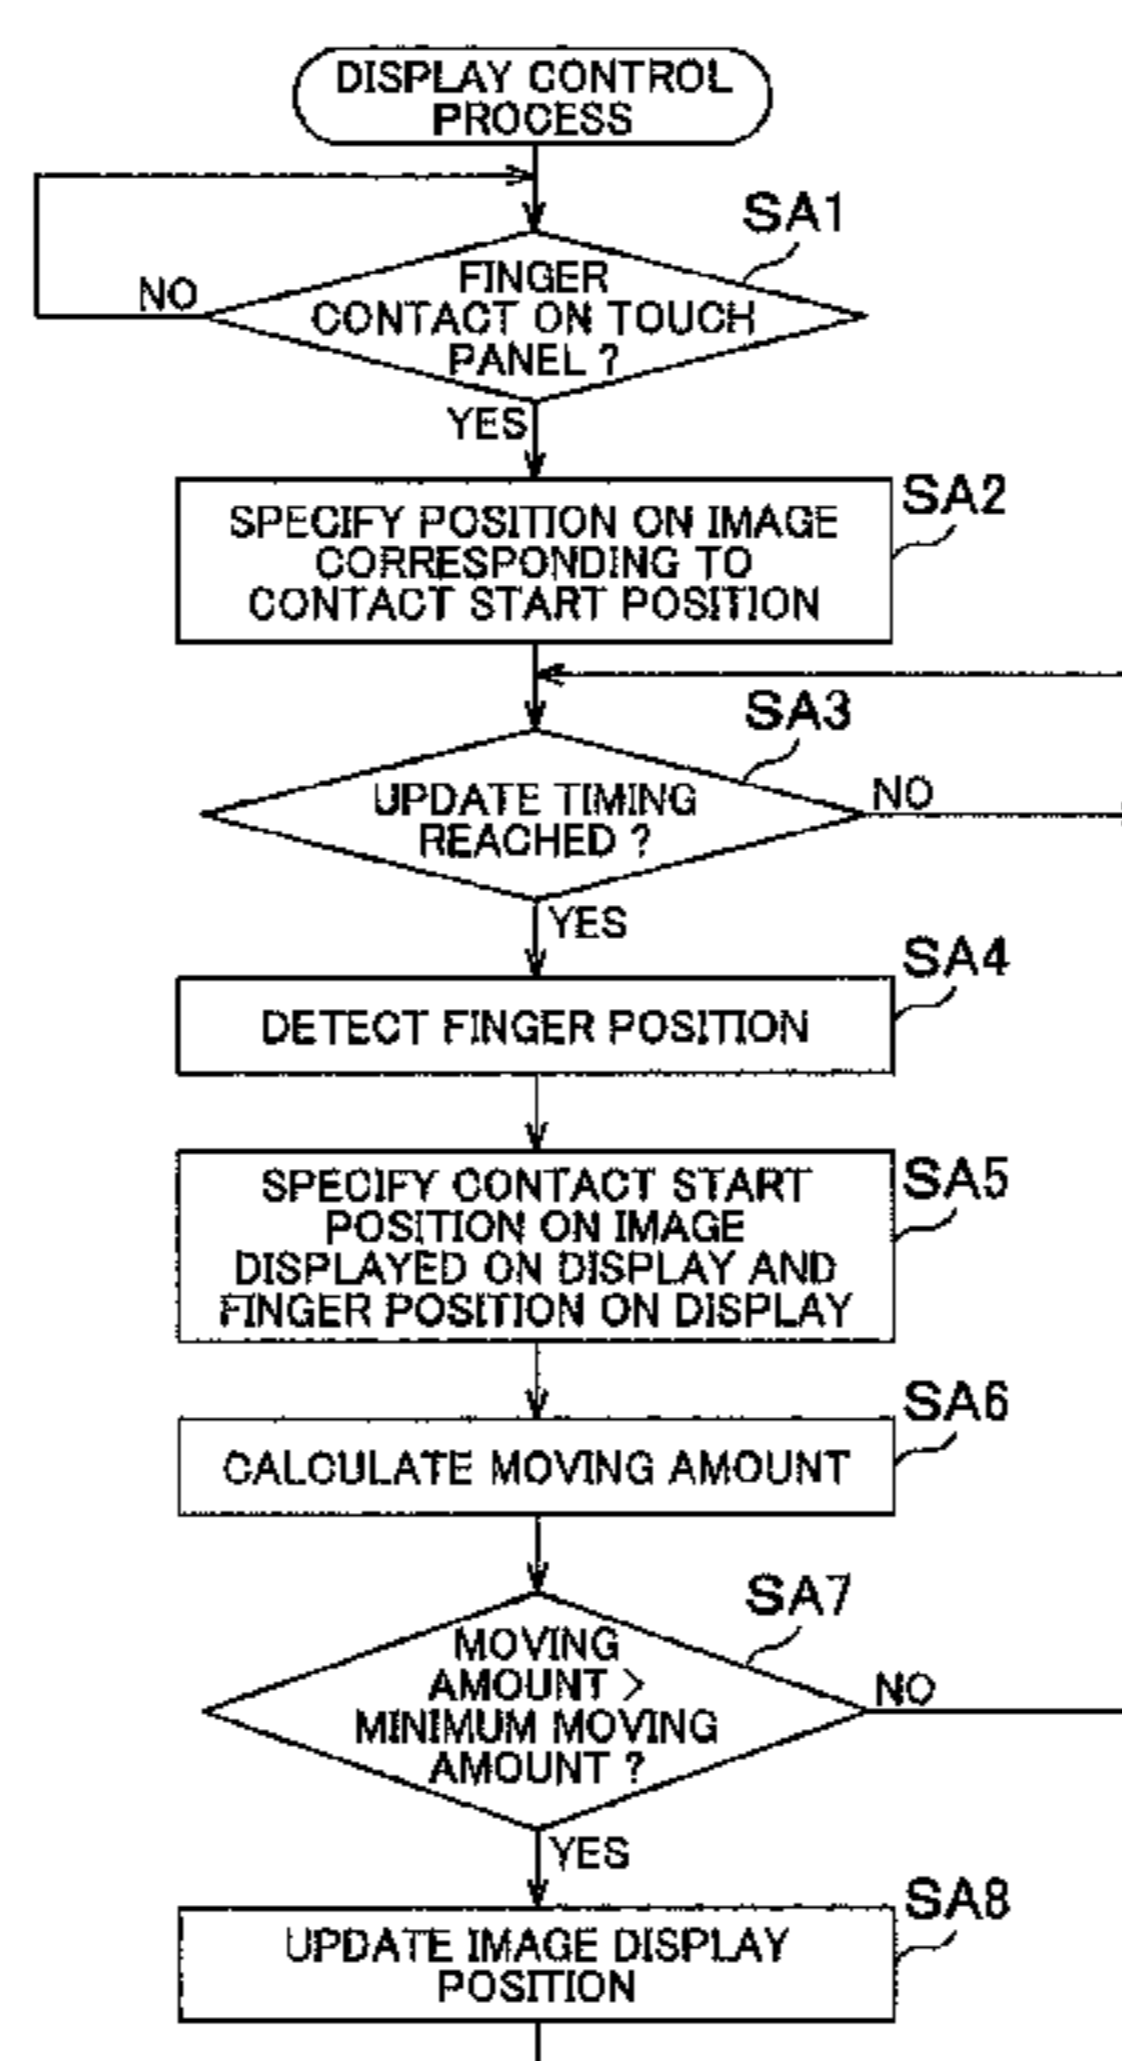 DISPLAY CONTROL
PROCESS
SA1
FINGER
CONTACT ON TOUCH
PANEL ?
NO
YES
SA2
SPECIFY POSITION ON IMAGE
CORRESPONDING TO
CONTACT START POSITION
SA3
UPDATE TIMING
REACHED ?
NO
YES
SA4
DETECT FINGER POSITION
SA5
SPECIFY CONTACT START
POSITION ON IMAGE
DISPLAYED ON DISPLAY AND
FINGER POSITION ON DISPLAY
SA6
CALCULATE MOVING AMOUNT
SA7
MOVING
AMOUNT >
MINIMUM MOVING
AMOUNT ?
NO
YES
SA8
UPDATE IMAGE DISPLAY
POSITION